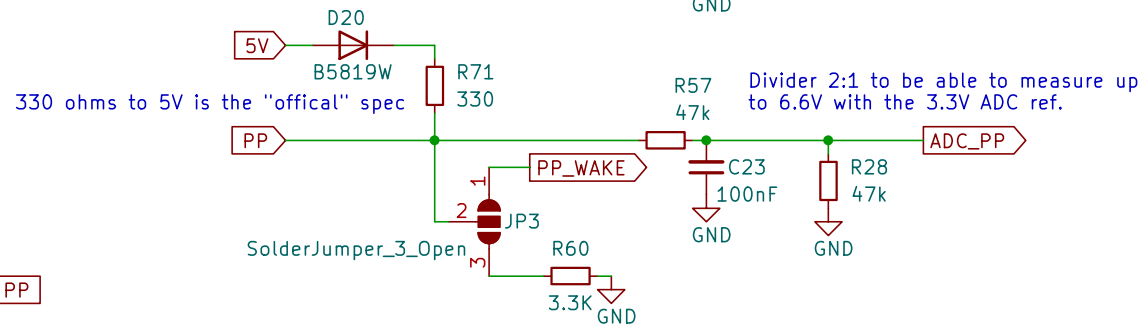 GND
D20
5V
B5819W
R71
330
330 ohms to 5V is the "offical" spec
R57
47k
Divider 2:1 to be able to measure up
to 6.6V with the 3.3V ADC ref.
PP
ADC_PP
PP_WAKE
1
C23
100nF
R28
47k
2
JP3
GND
GND
SolderJumper_3_Open
3
R60
3.3K
GND
PP